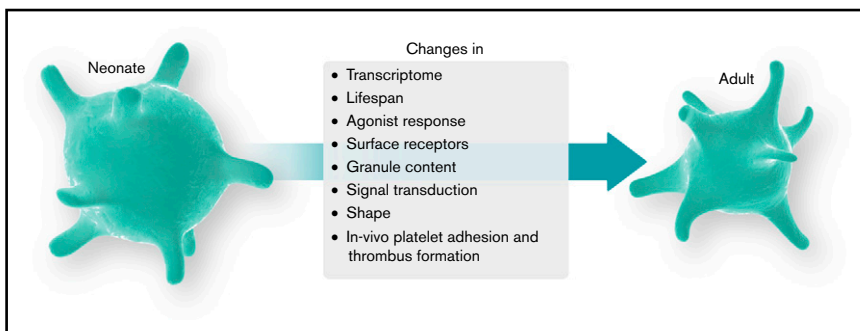 Neonate
Changes in
• Transcriptome
• Lifespan
• Agonist response
• Surface receptors
• Granule content
• Signal transduction
• Shape
• In-vivo platelet adhesion and
thrombus formation
Adult